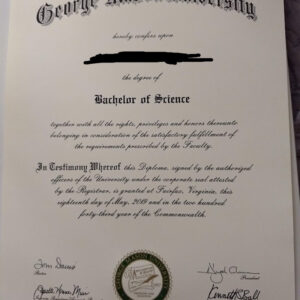 George Mason University
hereby confers upon
the degree of
Bachelor of Science
together with all the rights, privileges and honors thereunto
belonging in consideration of the satisfactory fulfillment of
the requirements prescribed by the Faculty.
In Testimony Whereof this Diploma, signed by the authorized
officers of the University under the corporate seal attested
by the Registrar, is granted at Fairfax, Virginia, this
eighteenth day of May, 2019 and in the two hundred
forty-third year of the Commonwealth.
Rector
President